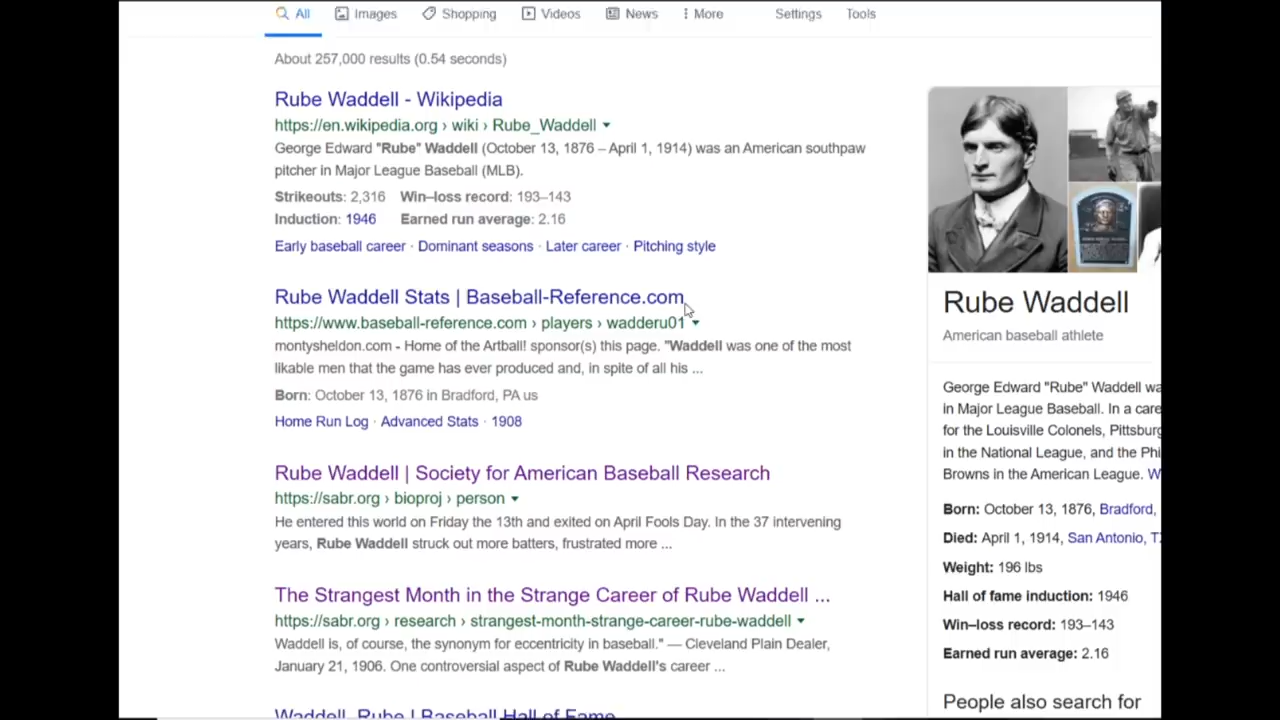 All Images Shopping Videos News More Settings Tools
About 257,000 results (0.54 seconds)
Rube Waddell - Wikipedia
https://en.wikipedia.org › wiki › Rube_Waddell
George Edward "Rube" Waddell (October 13, 1876 – April 1, 1914) was an American southpaw
pitcher in Major League Baseball (MLB).
Strikeouts: 2,316 Win–loss record: 193–143
Induction: 1946 Earned run average: 2.16
Early baseball career · Dominant seasons · Later career · Pitching style
Rube Waddell Stats | Baseball-Reference.com
https://www.baseball-reference.com › players › wadderu01
montysheldon.com - Home of the Artball! sponsor(s) this page. "Waddell was one of the most
likable men that the game has ever produced and, in spite of all his ...
Born: October 13, 1876 in Bradford, PA us
Home Run Log · Advanced Stats · 1908
Rube Waddell | Society for American Baseball Research
https://sabr.org › bioproj › person
He entered this world on Friday the 13th and exited on April Fools Day. In the 37 intervening
years, Rube Waddell struck out more batters, frustrated more ...
The Strangest Month in the Strange Career of Rube Waddell ...
https://sabr.org › research › strangest-month-strange-career-rube-waddell
Waddell is, of course, the synonym for eccentricity in baseball." — Cleveland Plain Dealer,
January 21, 1906. One controversial aspect of Rube Waddell's career ...
Waddell, Rube | Baseball Hall of Fame
Rube Waddell
American baseball athlete
George Edward "Rube" Waddell wa
in Major League Baseball. In a care
for the Louisville Colonels, Pittsburg
in the National League, and the Phi
Browns in the American League. W
Born: October 13, 1876, Bradford,
Died: April 1, 1914, San Antonio, T
Weight: 196 lbs
Hall of fame induction: 1946
Win–loss record: 193–143
Earned run average: 2.16
People also search for